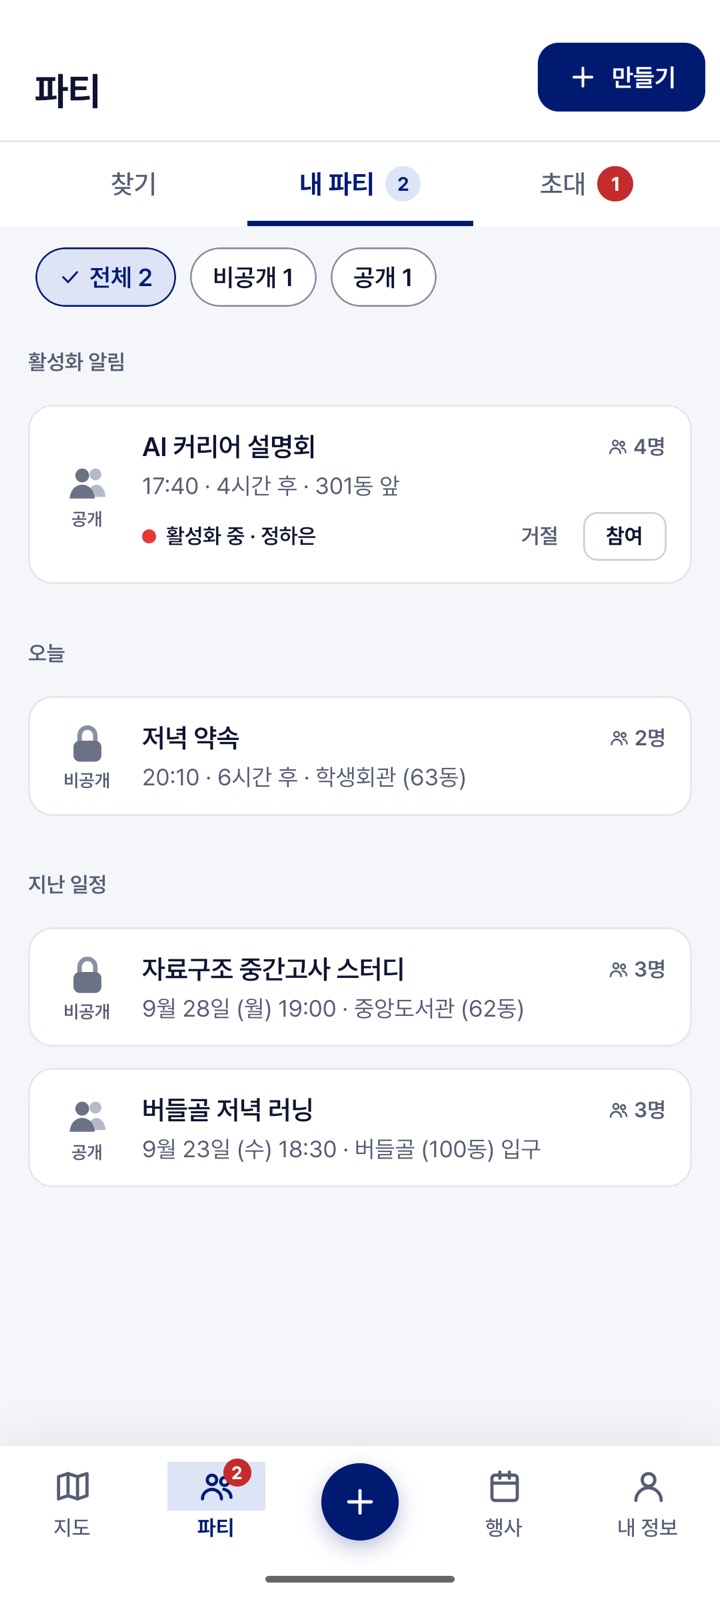 파티
만들기
찾기
내 파티 2
초대 1
전체 2
비공개 1
공개 1
활성화 알림
AI 커리어 설명회
4명
17:40 · 4시간 후 · 301동 앞
공개
활성화 중 · 정하은
거절
참여
오늘
저녁 약속
2명
비공개
20:10 · 6시간 후 · 학생회관 (63동)
지난 일정
자료구조 중간고사 스터디
3명
비공개
9월 28일 (월) 19:00 · 중앙도서관 (62동)
버들골 저녁 러닝
3명
공개
9월 23일 (수) 18:30 · 버들골 (100동) 입구
2
지도
파티
행사
내 정보